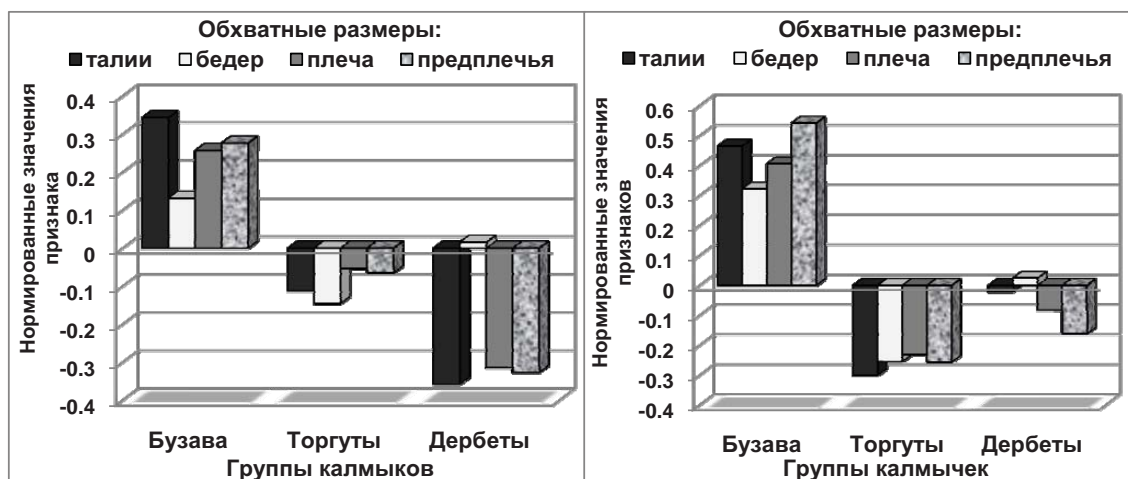 Обхватные размеры:
талии бедер плеча предплечья
Нормированные значения
признака
0.4
0.3
0.2
0.1
0
-0.1
-0.2
-0.3
-0.4
Бузава Торгуты Дербеты
Группы калмыков
Обхватные размеры:
талии бедер плеча предплечья
Нормированные значения
признаков
0.6
0.5
0.4
0.3
0.2
0.1
0
-0.1
-0.2
-0.3
-0.4
Бузава Торгуты Дербеты
Группы калмычек